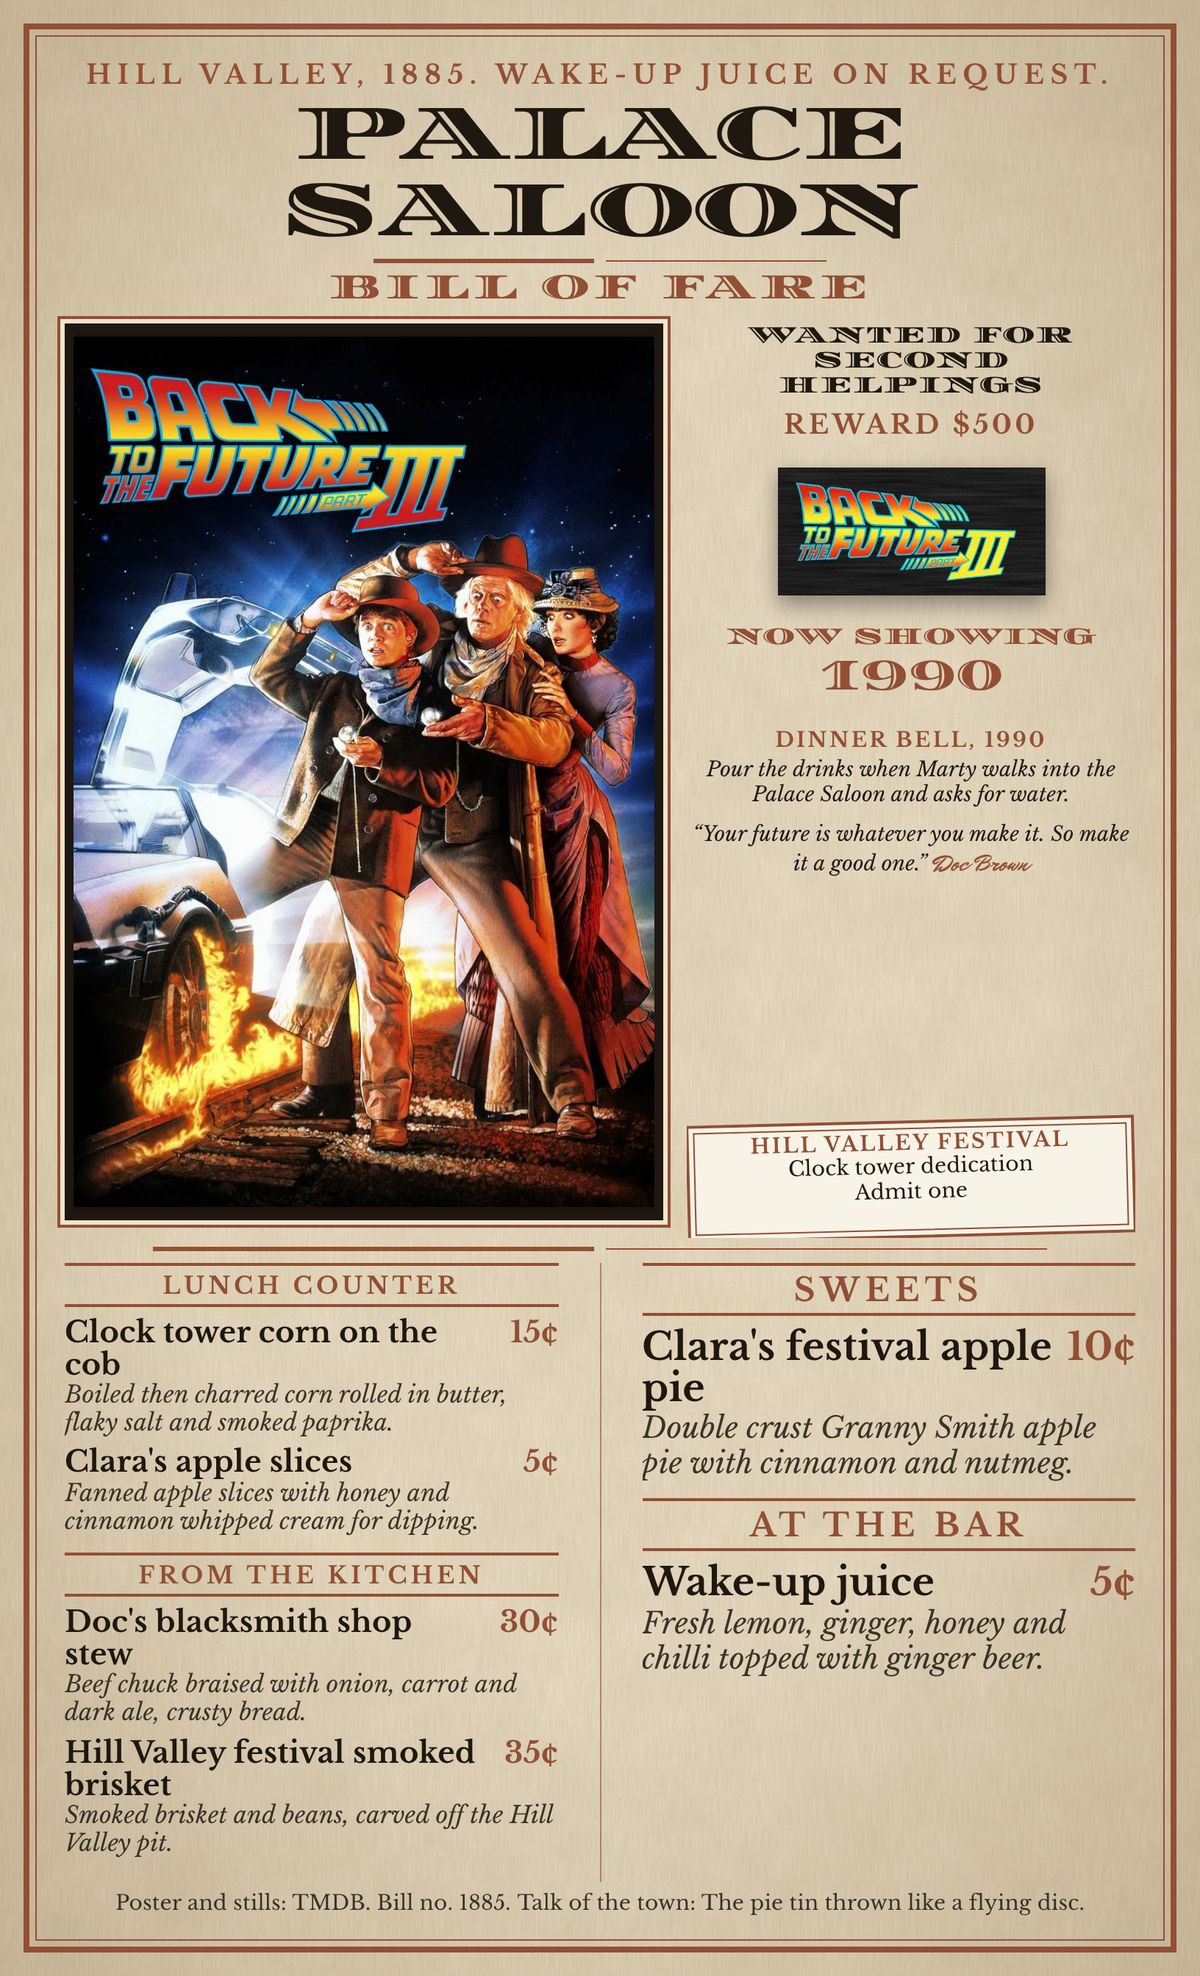 HILL VALLEY, 1885. WAKE-UP JUICE ON REQUEST.
PALACE
SALOON
BILL OF FARE
BACK
TO
THE FUTURE
PART III
WANTED FOR
SECOND
HELPINGS
REWARD $500
BACK
TO
THE FUTURE
PART III
NOW SHOWING
1990
DINNER BELL, 1990
Pour the drinks when Marty walks into the
Palace Saloon and asks for water.
“Your future is whatever you make it. So make
it a good one.” Doc Brown
HILL VALLEY FESTIVAL
Clock tower dedication
Admit one
LUNCH COUNTER
Clock tower corn on the 15¢
cob
Boiled then charred corn rolled in butter,
flaky salt and smoked paprika.
Clara's apple slices 5¢
Fanned apple slices with honey and
cinnamon whipped cream for dipping.
FROM THE KITCHEN
Doc's blacksmith shop 30¢
stew
Beef chuck braised with onion, carrot and
dark ale, crusty bread.
Hill Valley festival smoked 35¢
brisket
Smoked brisket and beans, carved off the Hill
Valley pit.
SWEETS
Clara's festival apple 10¢
pie
Double crust Granny Smith apple
pie with cinnamon and nutmeg.
AT THE BAR
Wake-up juice 5¢
Fresh lemon, ginger, honey and
chilli topped with ginger beer.
Poster and stills: TMDB. Bill no. 1885. Talk of the town: The pie tin thrown like a flying disc.